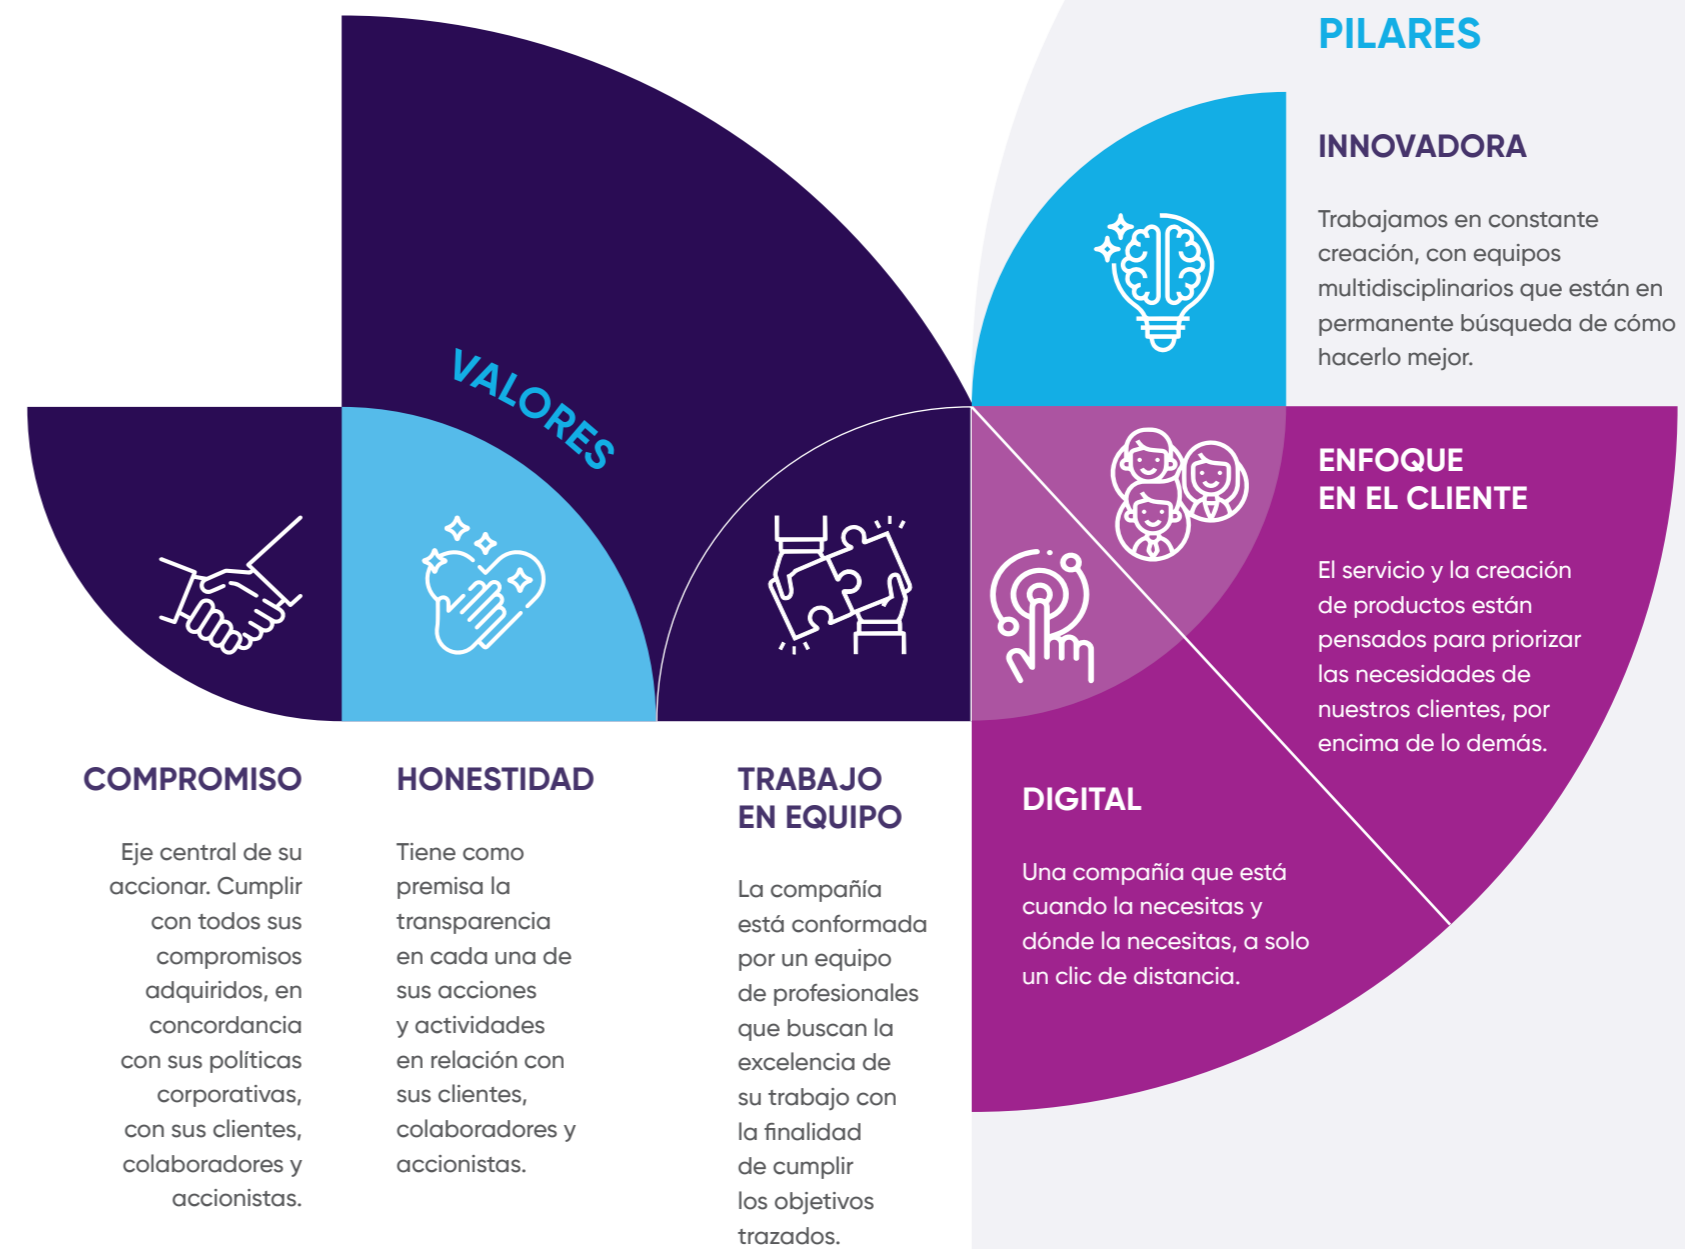 VALORES
COMPROMISO
Eje central de su
accionar. Cumplir
con todos sus
compromisos
adquiridos, en
concordancia
con sus políticas
corporativas,
con sus clientes,
colaboradores y
accionistas.
HONESTIDAD
Tiene como
premisa la
transparencia
en cada una de
sus acciones
y actividades
en relación con
sus clientes,
colaboradores y
accionistas.
TRABAJO
EN EQUIPO
La compañía
está conformada
por un equipo
de profesionales
que buscan la
excelencia de
su trabajo con
la finalidad
de cumplir
los objetivos
trazados.
PILARES
INNOVADORA
Trabajamos en constante
creación, con equipos
multidisciplinarios que están en
permanente búsqueda de cómo
hacerlo mejor.
ENFOQUE
EN EL CLIENTE
El servicio y la creación
de productos están
pensados para priorizar
las necesidades de
nuestros clientes, por
encima de lo demás.
DIGITAL
Una compañía que está
cuando la necesitas y
dónde la necesitas, a solo
un clic de distancia.